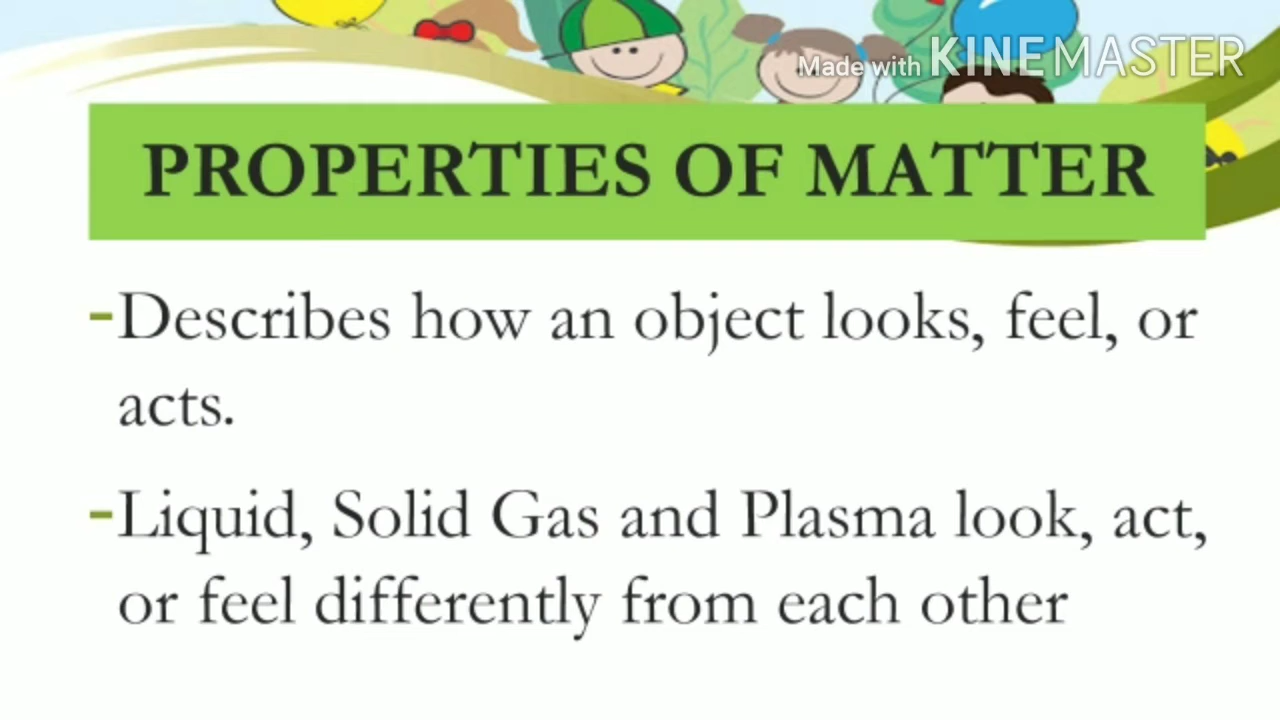 Made with KINEMASTER
PROPERTIES OF MATTER
-Describes how an object looks, feel, or
acts.
-Liquid, Solid Gas and Plasma look, act,
or feel differently from each other